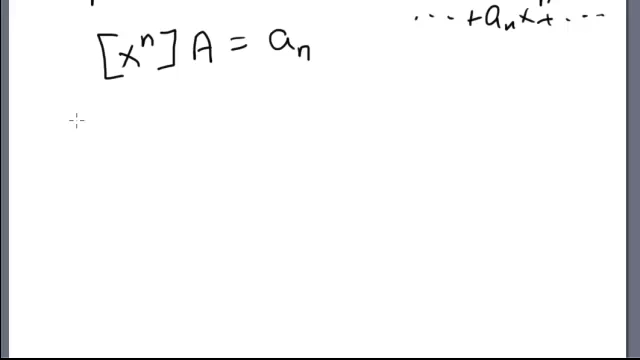 [xⁿ] A = aₙ
... + aₙxⁿ + ...